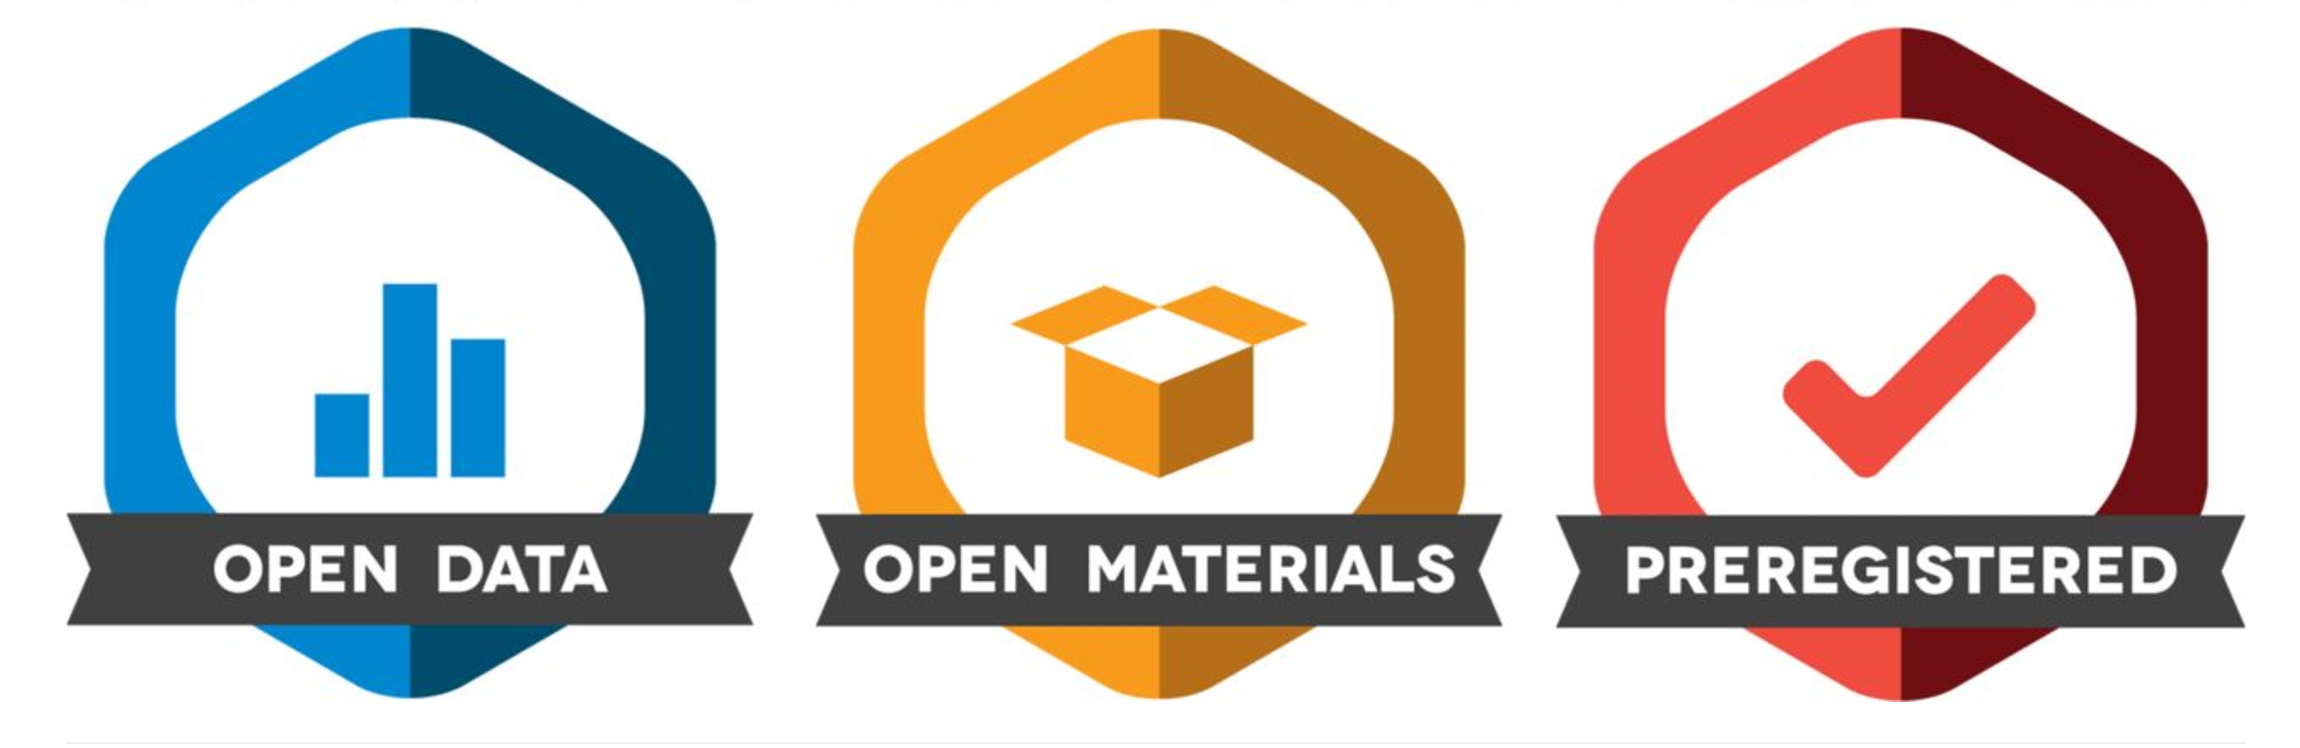 OPEN DATA
OPEN MATERIALS
PREREGISTERED